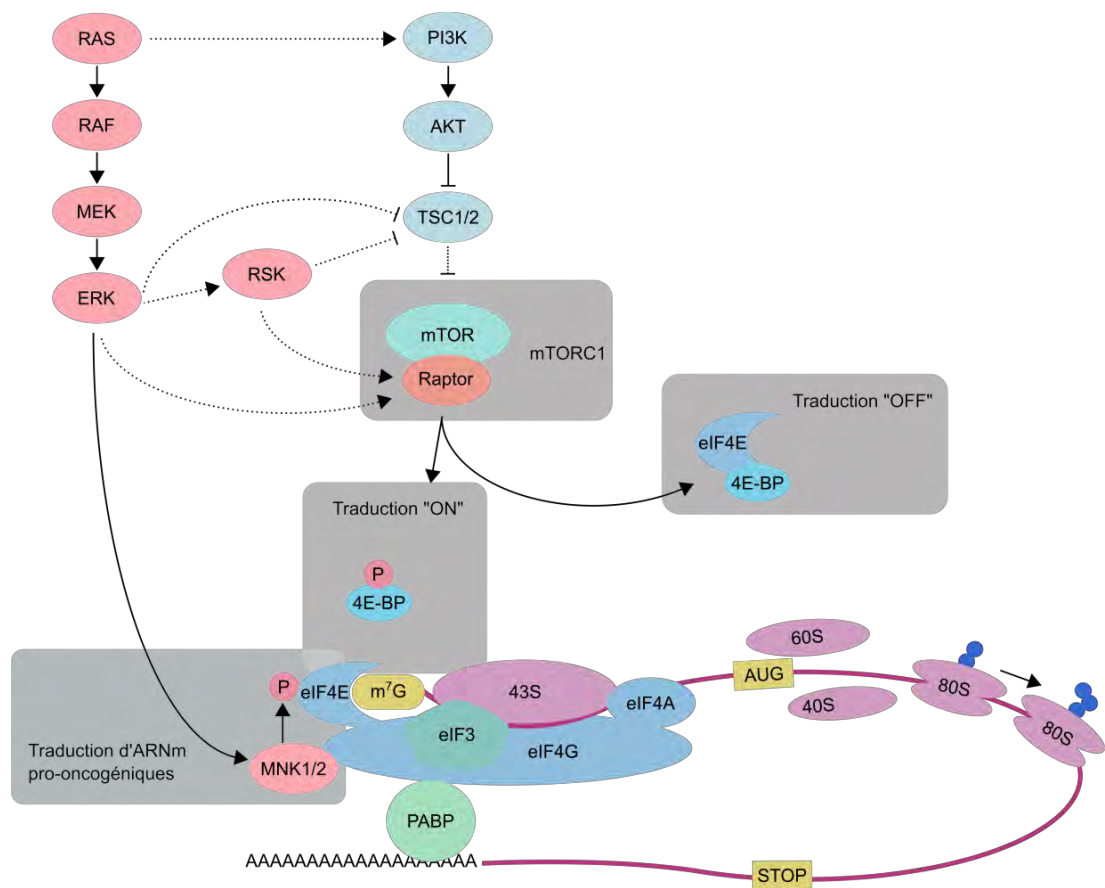 RAS
PI3K
RAF
AKT
MEK
TSC1/2
RSK
ERK
mTOR
mTORC1
Raptor
Traduction "OFF"
eIF4E
4E-BP
Traduction "ON"
P
4E-BP
60S
AUG
80S
P
eIF4E
m⁷G
43S
eIF4A
40S
80S
eIF3
eIF4G
Traduction d'ARNm
pro-oncogéniques
MNK1/2
PABP
AAAAAAAAAAAAAAAAAA
STOP